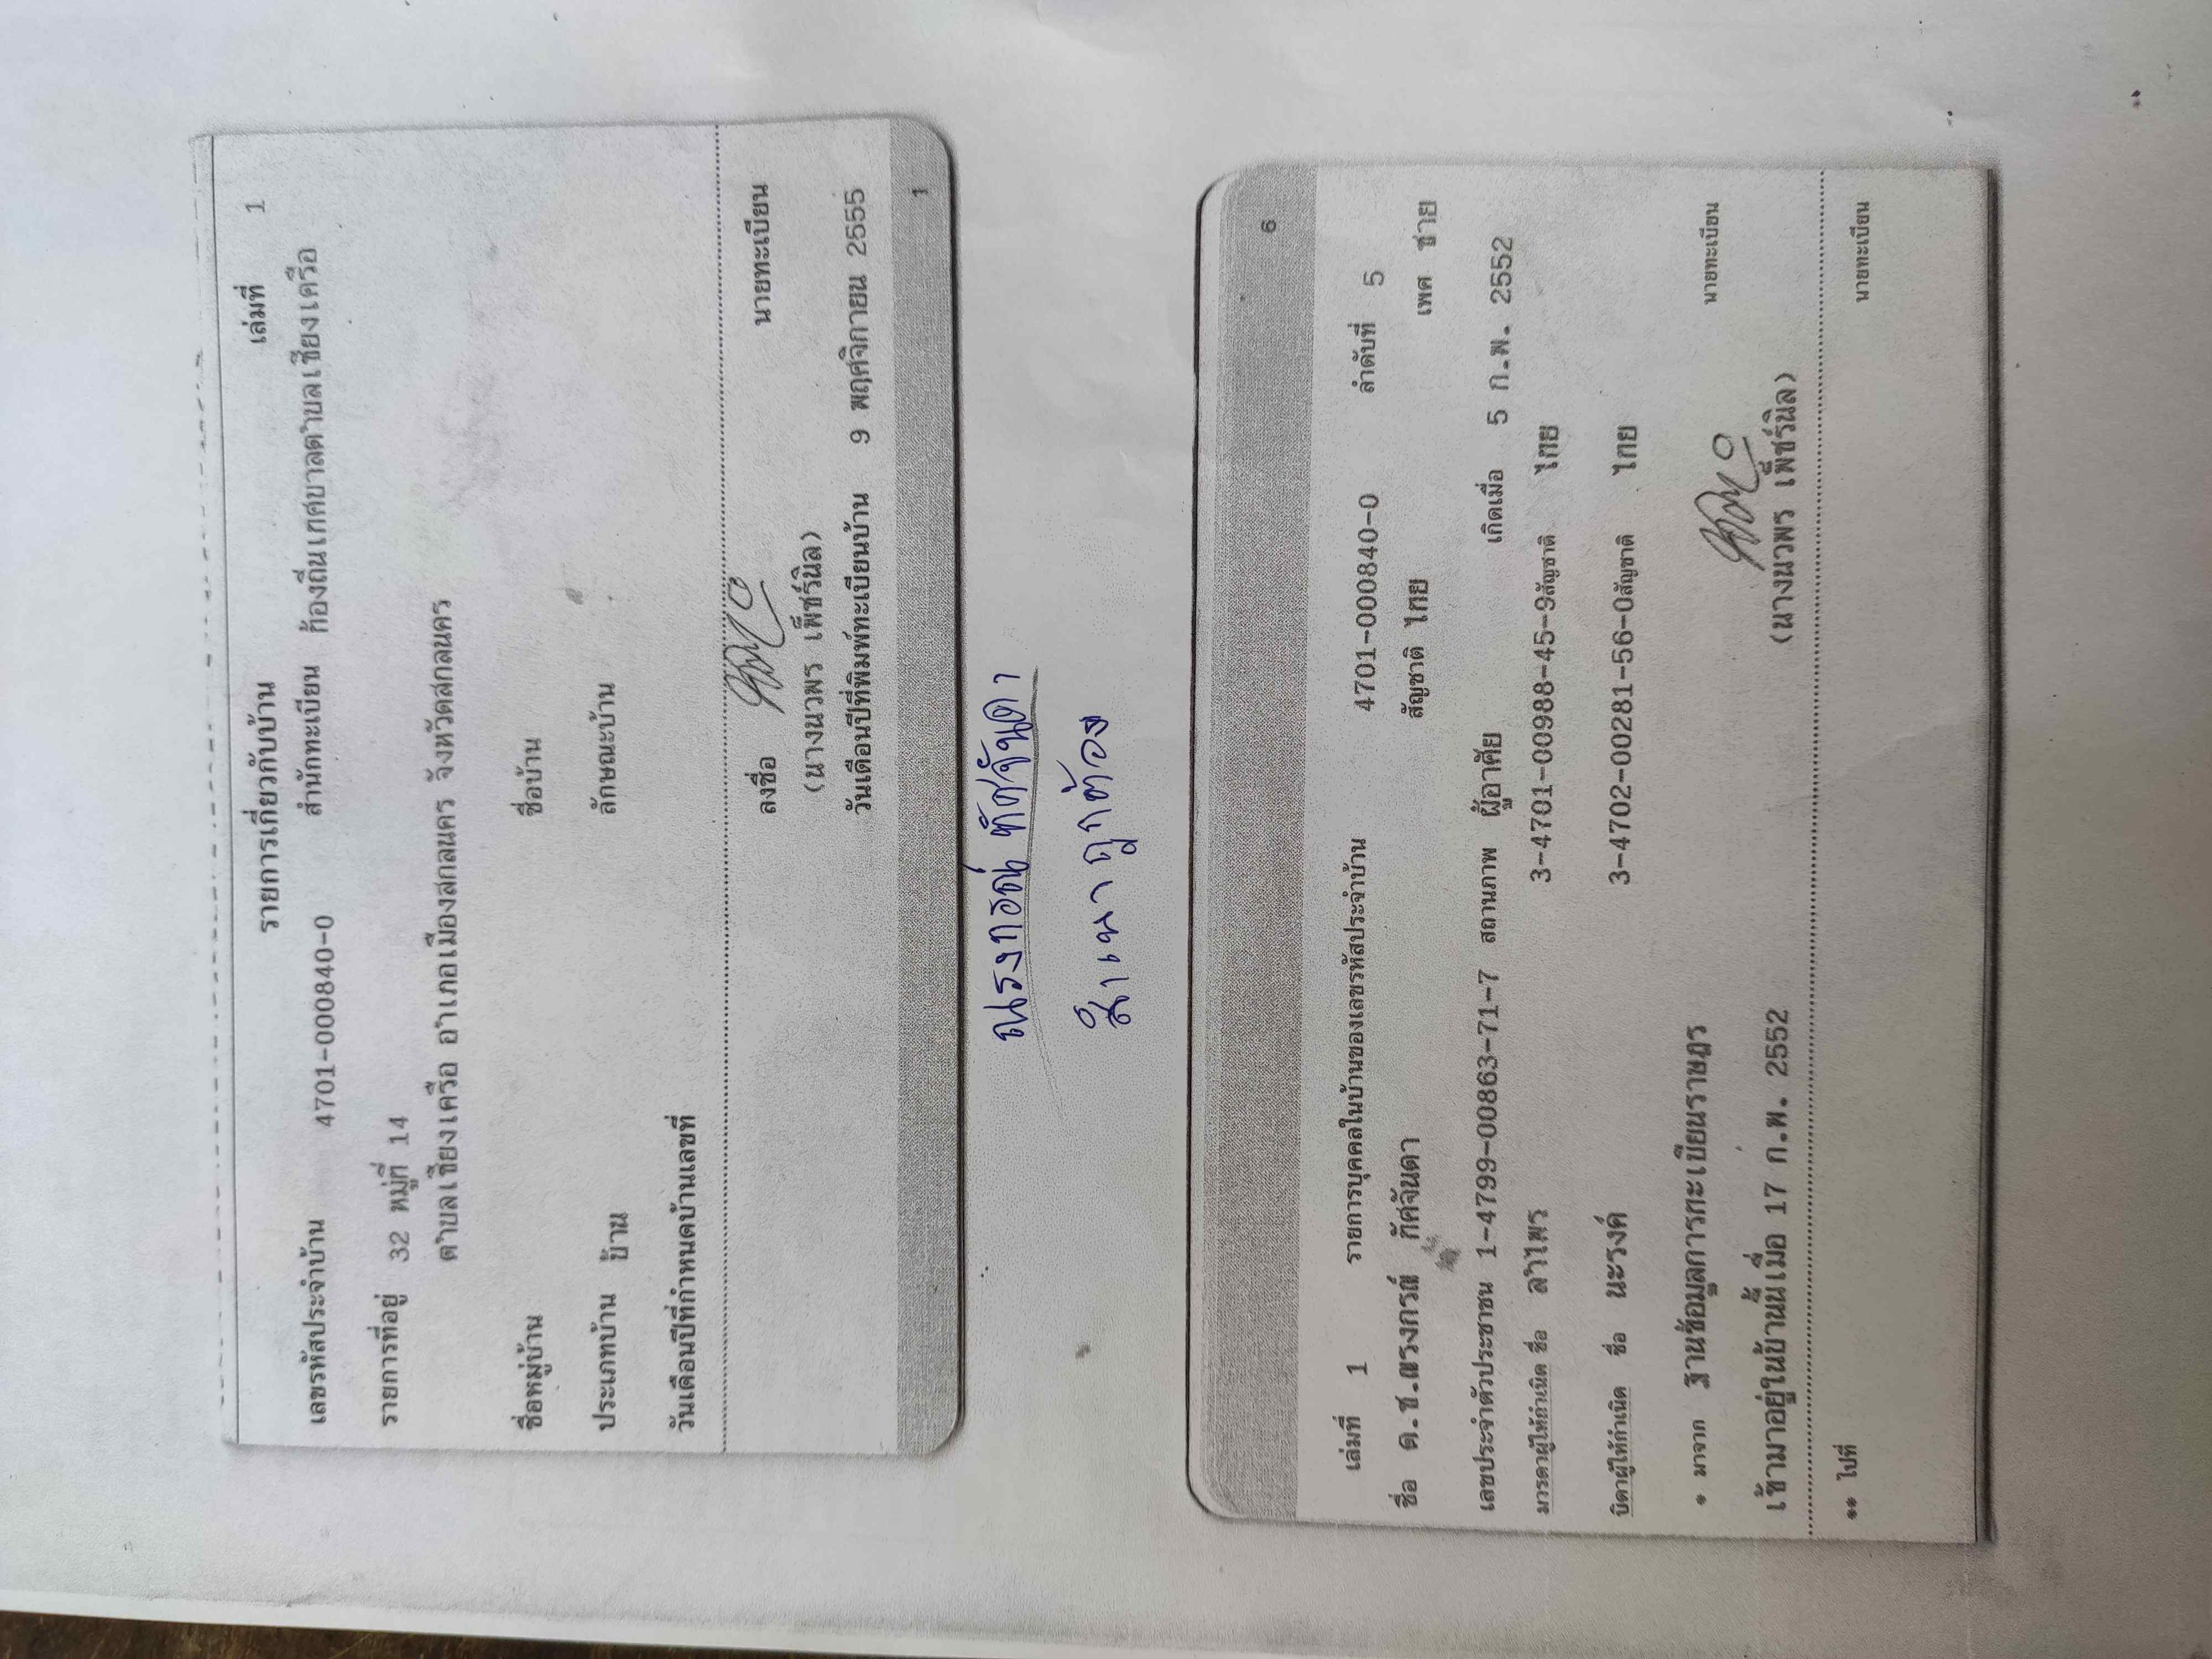 รายการเกี่ยวกับบ้าน เล่มที่ 1
เลขรหัสประจำบ้าน 4701-000840-0 สำนักทะเบียน ท้องถิ่นเทศบาลตำบลเชียงเครือ
รายการที่อยู่ 32 หมู่ที่ 14
ตำบลเชียงเครือ อำเภอเมืองสกลนคร จังหวัดสกลนคร
ชื่อหมู่บ้าน ชื่อบ้าน
ประเภทบ้าน บ้าน ลักษณะบ้าน
วันเดือนปีที่กำหนดบ้านเลขที่
ลงชื่อ นายทะเบียน
(นางนวพร เพ็ชร์นิล)
วันเดือนปีที่พิมพ์ทะเบียนบ้าน 9 พฤศจิกายน 2555
1
ณรงกรณ์ ทัศจันดา
สำเนาถูกต้อง
6
เล่มที่ 1 รายการบุคคลในบ้านของเลขรหัสประจำบ้าน 4701-000840-0 ลำดับที่ 5
ชื่อ ด.ช.ณรงกรณ์ ทัศจันดา สัญชาติ ไทย เพศ ชาย
เลขประจำตัวประชาชน 1-4799-00863-71-7 สถานภาพ ผู้อาศัย เกิดเมื่อ 5 ก.พ. 2552
มารดาผู้ให้กำเนิด ชื่อ ลำไพร 3-4701-00988-45-9 สัญชาติ ไทย
บิดาผู้ให้กำเนิด ชื่อ นะรงค์ 3-4702-00281-56-0 สัญชาติ ไทย
* มาจาก ฐานข้อมูลการทะเบียนราษฎร นายทะเบียน
เข้ามาอยู่ในบ้านนี้เมื่อ 17 ก.พ. 2552 (นางนวพร เพ็ชร์นิล)
** ไปที่ นายทะเบียน